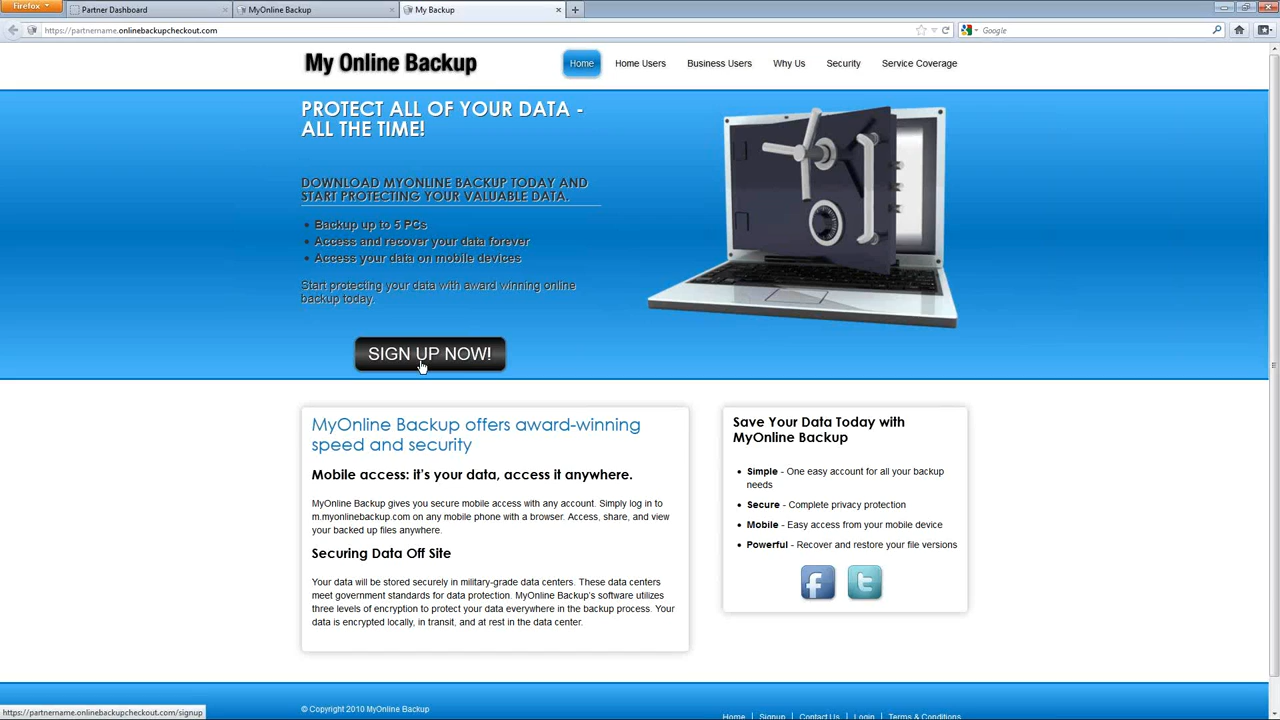 Firefox
Partner Dashboard
MyOnline Backup
My Backup
https://partnername.onlinebackupcheckout.com
Google
My Online Backup
Home
Home Users
Business Users
Why Us
Security
Service Coverage
PROTECT ALL OF YOUR DATA -
ALL THE TIME!
DOWNLOAD MYONLINE BACKUP TODAY AND
START PROTECTING YOUR VALUABLE DATA.
• Backup up to 5 PCs
• Access and recover your data forever
• Access your data on mobile devices
Start protecting your data with award winning online
backup today.
SIGN UP NOW!
MyOnline Backup offers award-winning
speed and security
Mobile access: it's your data, access it anywhere.
MyOnline Backup gives you secure mobile access with any account. Simply log in to
m.myonlinebackup.com on any mobile phone with a browser. Access, share, and view
your backed up files anywhere.
Securing Data Off Site
Your data will be stored securely in military-grade data centers. These data centers
meet government standards for data protection. MyOnline Backup's software utilizes
three levels of encryption to protect your data everywhere in the backup process. Your
data is encrypted locally, in transit, and at rest in the data center.
Save Your Data Today with
MyOnline Backup
• Simple - One easy account for all your backup
needs
• Secure - Complete privacy protection
• Mobile - Easy access from your mobile device
• Powerful - Recover and restore your file versions
f
t
© Copyright 2010 MyOnline Backup
Home | Signup | Contact Us | Login | Terms & Conditions
https://partnername.onlinebackupcheckout.com/signup